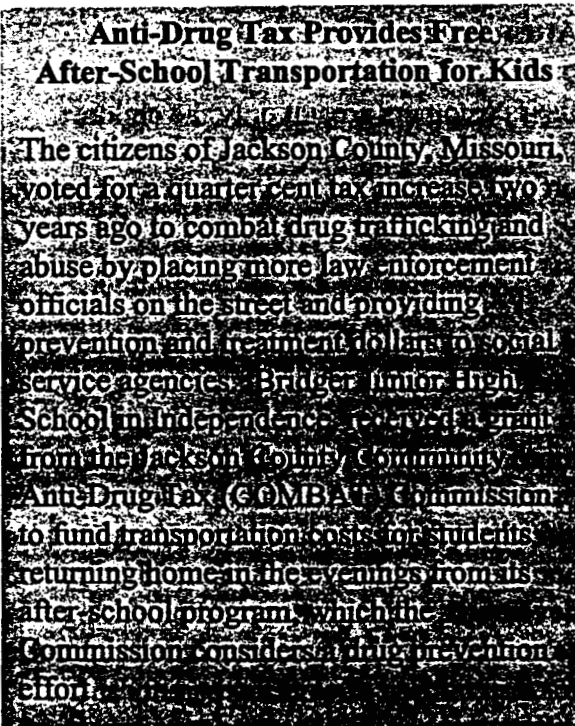 Anti-Drug Tax Provides Free
After-School Transportation for Kids
The citizens of Jackson County, Missouri,
voted for a quarter cent tax increase two
years ago to combat drug trafficking and
abuse by placing more law enforcement
officials on the street and providing
prevention and treatment dollars to social
service agencies. Bridger Junior High
School in Independence received a grant
from the Jackson County Community
Anti-Drug Tax (COMBAT) Commission
to fund transportation costs for students
returning home in the evenings from its
after-school program, which the
Commission considers a drug prevention
effort.